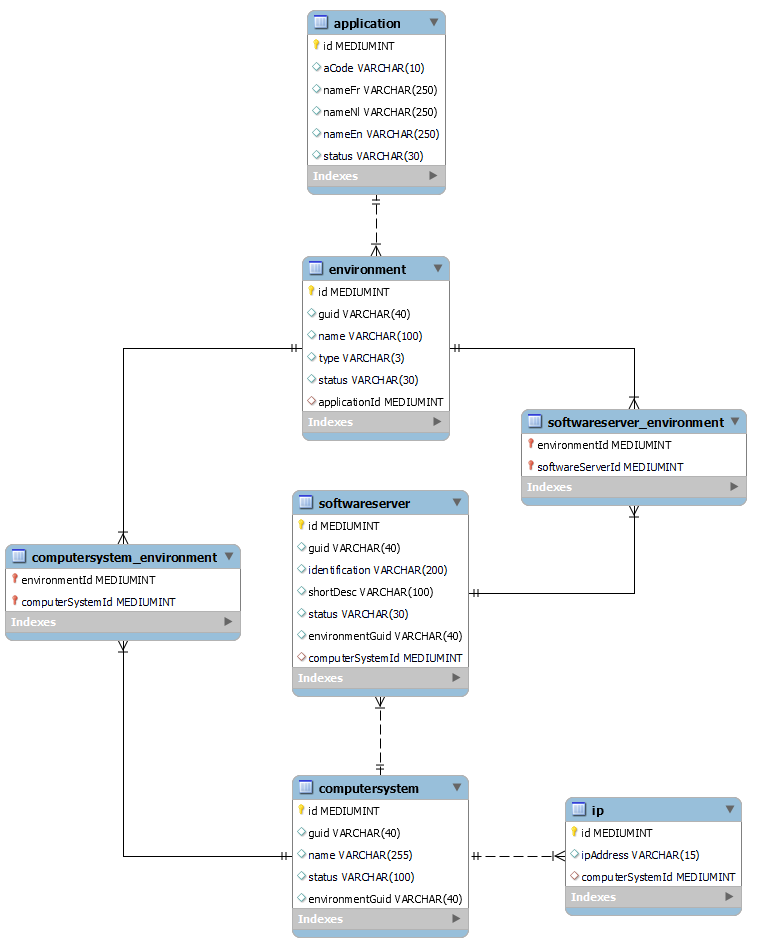 application
id MEDIUMINT
aCode VARCHAR(10)
nameFr VARCHAR(250)
nameNl VARCHAR(250)
nameEn VARCHAR(250)
status VARCHAR(30)
Indexes
environment
id MEDIUMINT
guid VARCHAR(40)
name VARCHAR(100)
type VARCHAR(3)
status VARCHAR(30)
applicationId MEDIUMINT
Indexes
softwareserver_environment
environmentId MEDIUMINT
softwareServerId MEDIUMINT
Indexes
softwareserver
id MEDIUMINT
guid VARCHAR(40)
identification VARCHAR(200)
shortDesc VARCHAR(100)
status VARCHAR(30)
environmentGuid VARCHAR(40)
computerSystemId MEDIUMINT
Indexes
computersystem_environment
environmentId MEDIUMINT
computerSystemId MEDIUMINT
Indexes
computersystem
id MEDIUMINT
guid VARCHAR(40)
name VARCHAR(255)
status VARCHAR(100)
environmentGuid VARCHAR(40)
Indexes
ip
id MEDIUMINT
ipAddress VARCHAR(15)
computerSystemId MEDIUMINT
Indexes